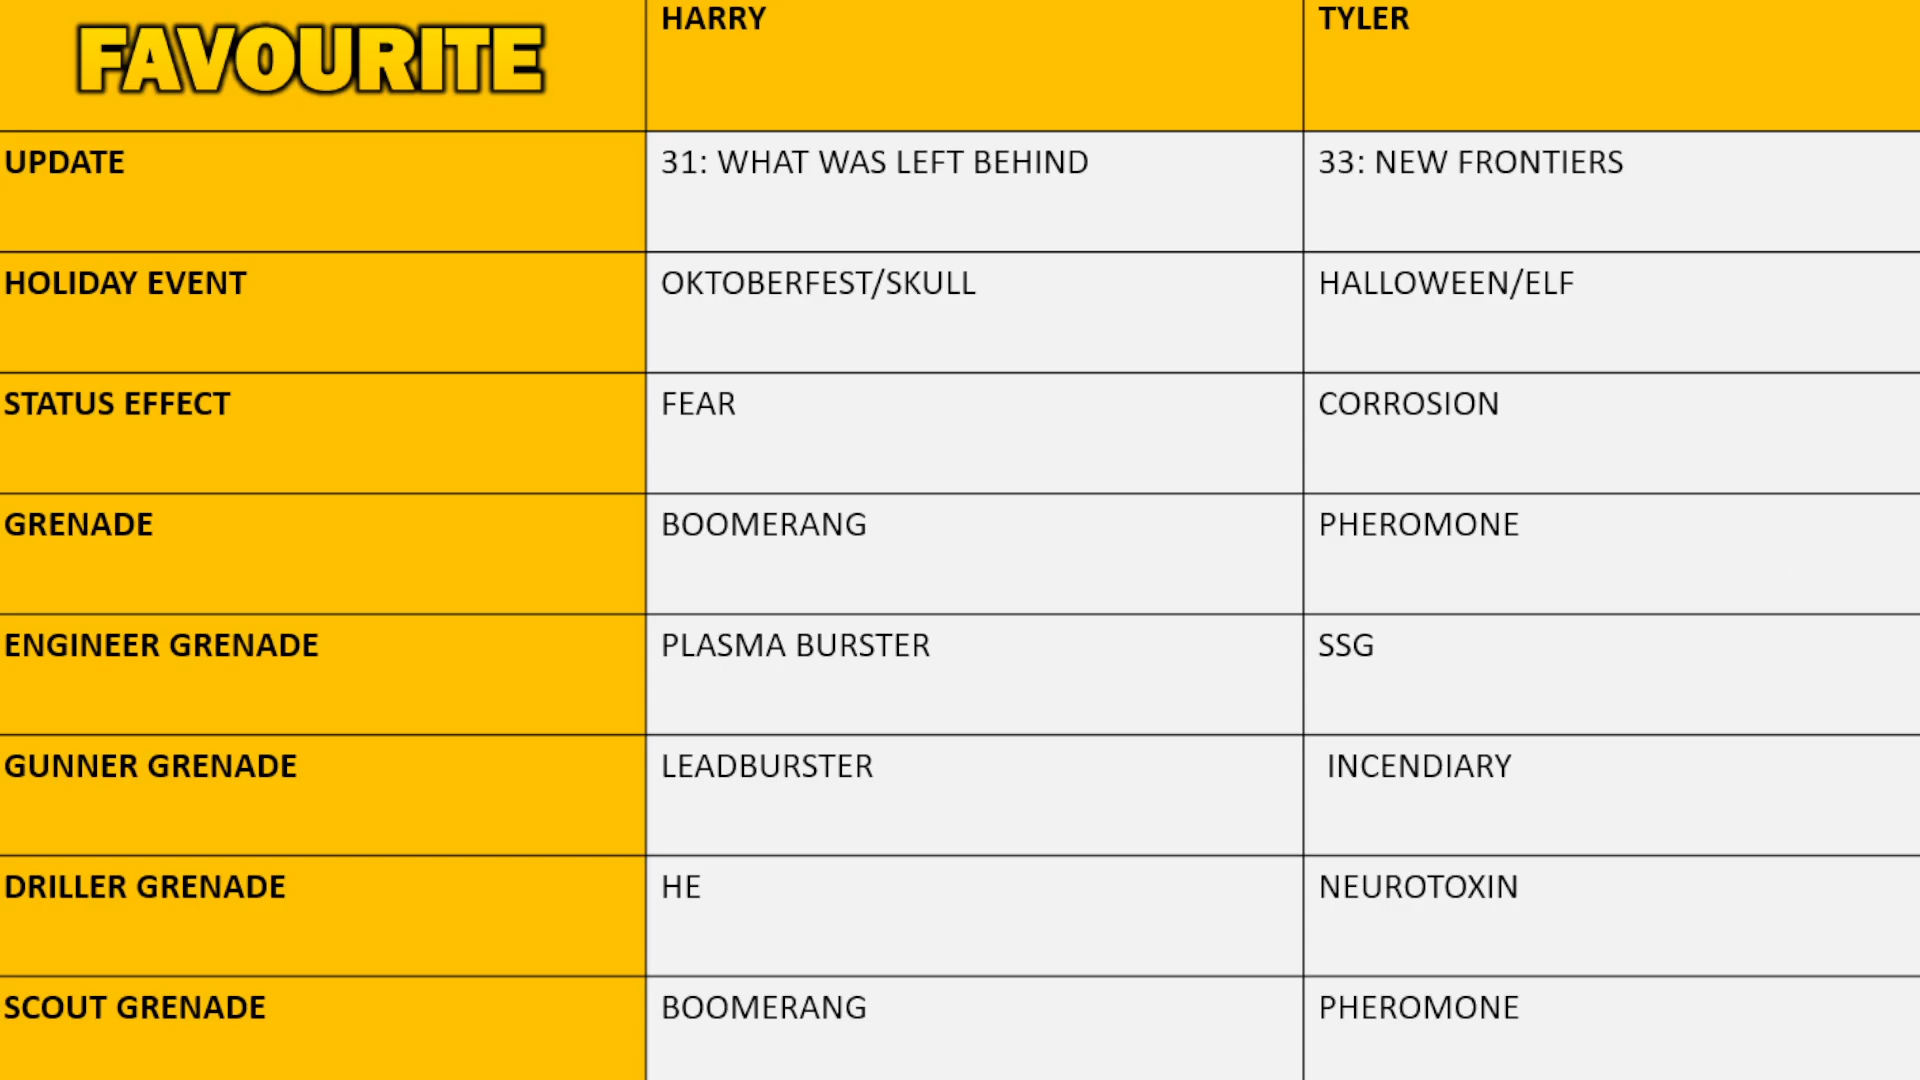 FAVOURITE HARRY TYLER
UPDATE 31: WHAT WAS LEFT BEHIND 33: NEW FRONTIERS
HOLIDAY EVENT OKTOBERFEST/SKULL HALLOWEEN/ELF
STATUS EFFECT FEAR CORROSION
GRENADE BOOMERANG PHEROMONE
ENGINEER GRENADE PLASMA BURSTER SSG
GUNNER GRENADE LEADBURSTER INCENDIARY
DRILLER GRENADE HE NEUROTOXIN
SCOUT GRENADE BOOMERANG PHEROMONE